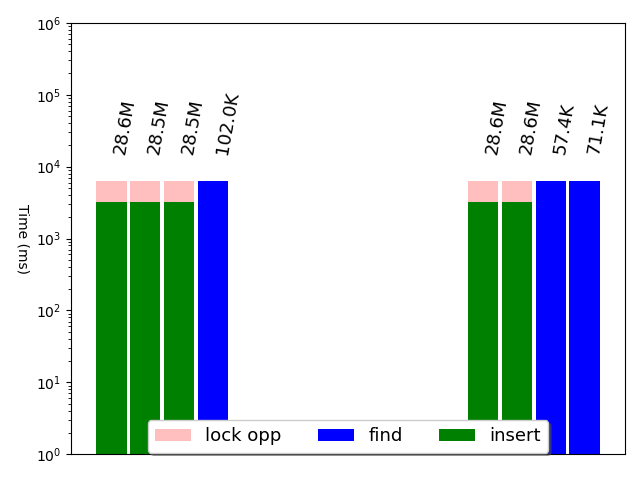 10^6
10^5
10^4
10^3
10^2
10^1
10^0
Time (ms)
28.6M
28.5M
28.5M
102.0K
28.6M
28.6M
57.4K
71.1K
lock opp find insert